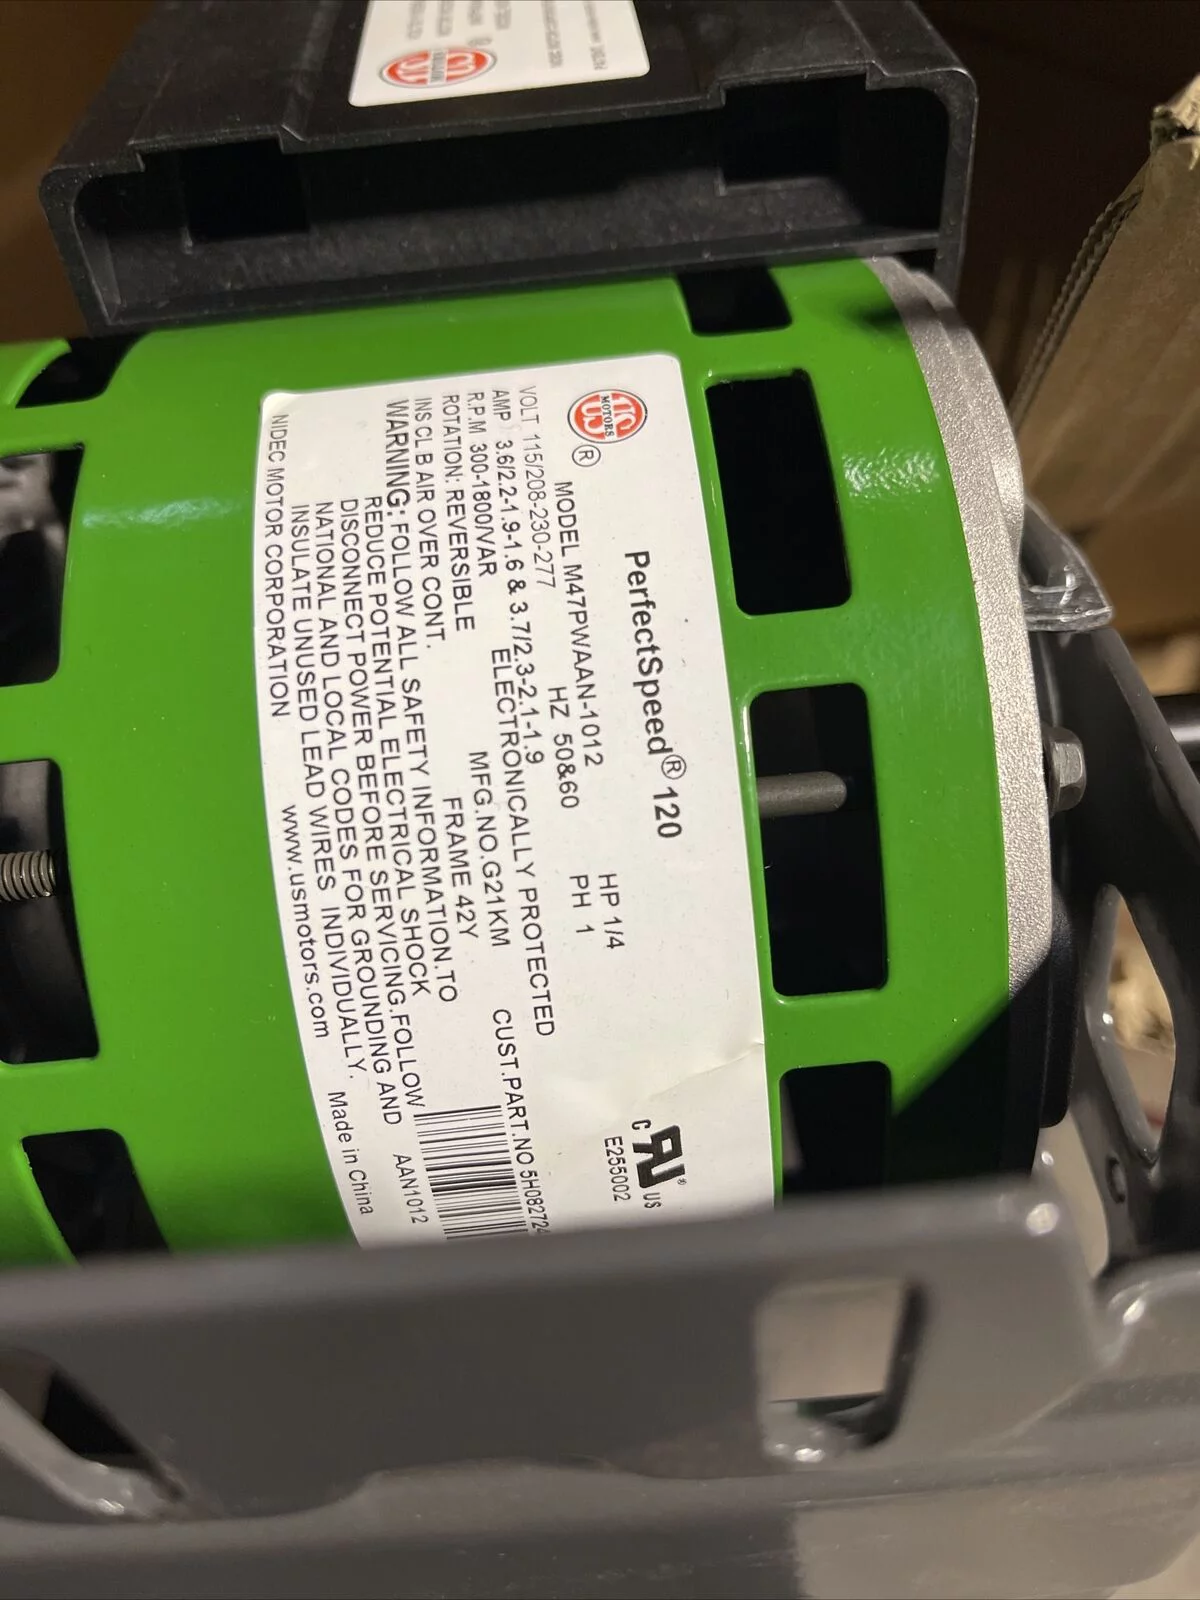 US
MOTORS
®
PerfectSpeed® 120
MODEL M47PWAAN-1012 HP 1/4
VOLT 115/208-230-277 HZ 50&60 PH 1
AMP 3.6/2.2-1.9-1.6 & 3.7/2.3-2.1-1.9
R.P.M 300-1800/VAR ELECTRONICALLY PROTECTED
ROTATION: REVERSIBLE MFG.NO.G21KM CUST.PART.NO 5H082724
INS CL B AIR OVER CONT. FRAME 42Y
WARNING: FOLLOW ALL SAFETY INFORMATION.TO
REDUCE POTENTIAL ELECTRICAL SHOCK
DISCONNECT POWER BEFORE SERVICING.FOLLOW
NATIONAL AND LOCAL CODES FOR GROUNDING AND
INSULATE UNUSED LEAD WIRES INDIVIDUALLY.
NIDEC MOTOR CORPORATION www.usmotors.com Made in China
AAN1012
c RU ® US
E255002
US
MOTORS